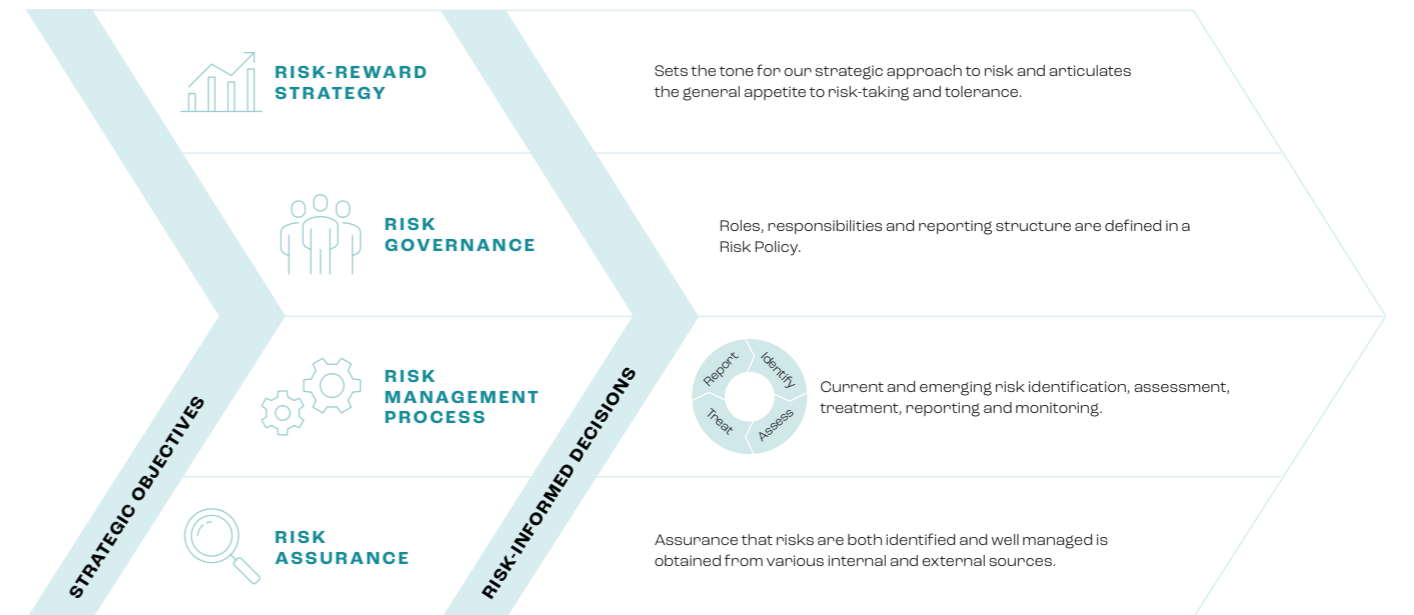 RISK-REWARD
STRATEGY
Sets the tone for our strategic approach to risk and articulates
the general appetite to risk-taking and tolerance.
RISK
GOVERNANCE
Roles, responsibilities and reporting structure are defined in a
Risk Policy.
RISK
MANAGEMENT
PROCESS
Report
Identify
Assess
Treat
Current and emerging risk identification, assessment,
treatment, reporting and monitoring.
RISK
ASSURANCE
Assurance that risks are both identified and well managed is
obtained from various internal and external sources.
STRATEGIC OBJECTIVES
RISK-INFORMED DECISIONS